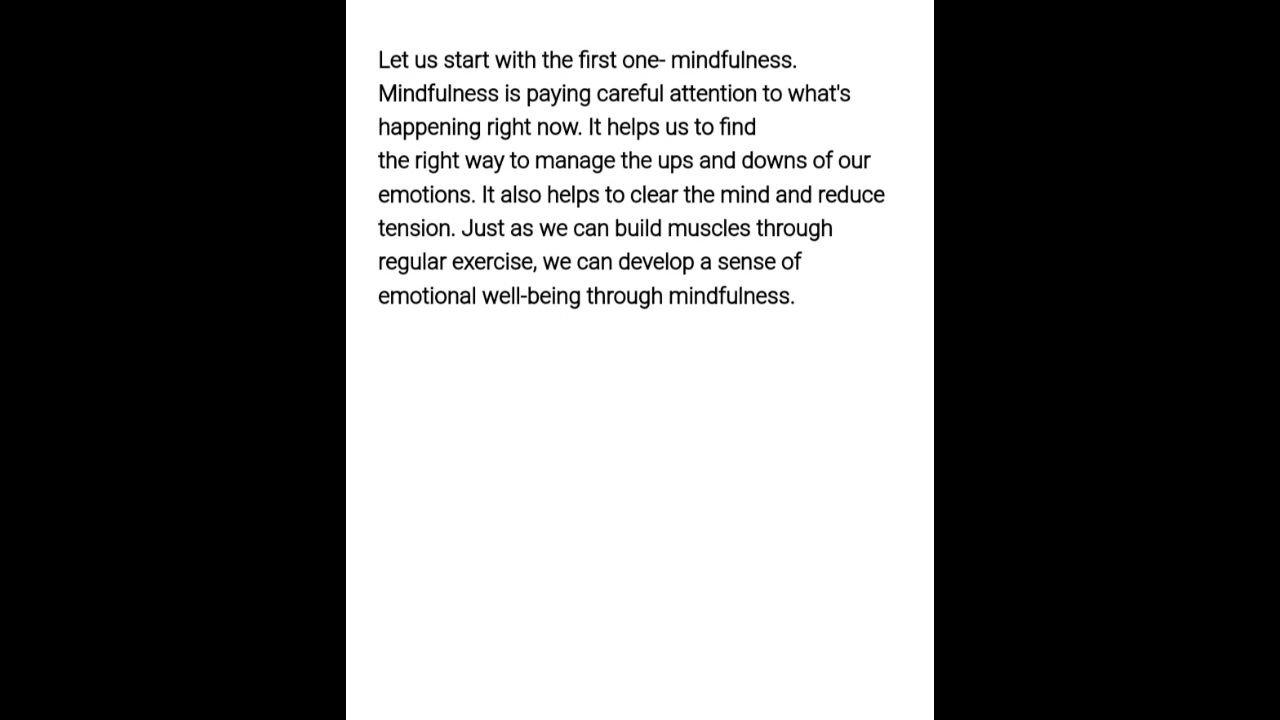 Let us start with the first one- mindfulness.
Mindfulness is paying careful attention to what's
happening right now. It helps us to find
the right way to manage the ups and downs of our
emotions. It also helps to clear the mind and reduce
tension. Just as we can build muscles through
regular exercise, we can develop a sense of
emotional well-being through mindfulness.